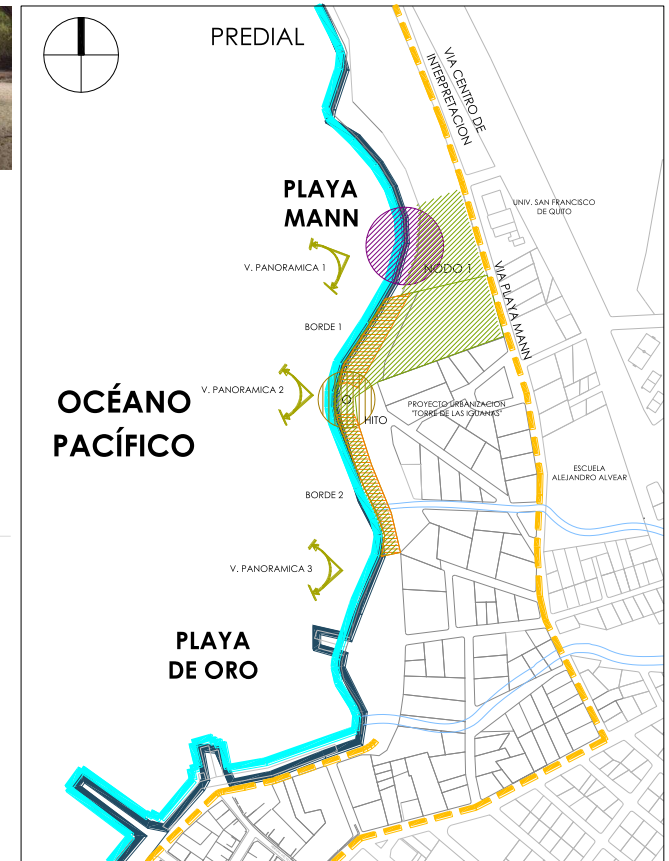 PREDIAL
VIA CENTRO DE
INTERPRETACION
PLAYA
MANN
UNIV. SAN FRANCISCO
DE QUITO
V. PANORAMICA 1
NODO 1
VIA PLAYA MANN
BORDE 1
V. PANORAMICA 2
OCÉANO
PACÍFICO
PROYECTO URBANIZACION
"TORRE DE LAS IGUANAS"
HITO
ESCUELA
ALEJANDRO ALVEAR
BORDE 2
V. PANORAMICA 3
PLAYA
DE ORO